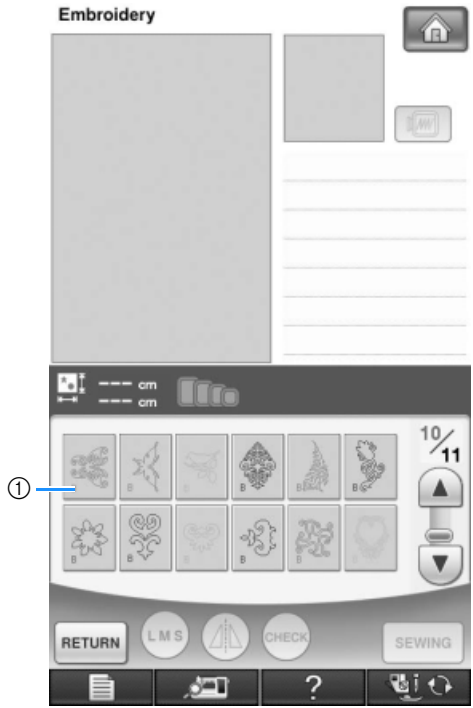 Embroidery
--- cm
--- cm
10/11
①
B B B B B
B B B B B
RETURN LMS CHECK SEWING
?